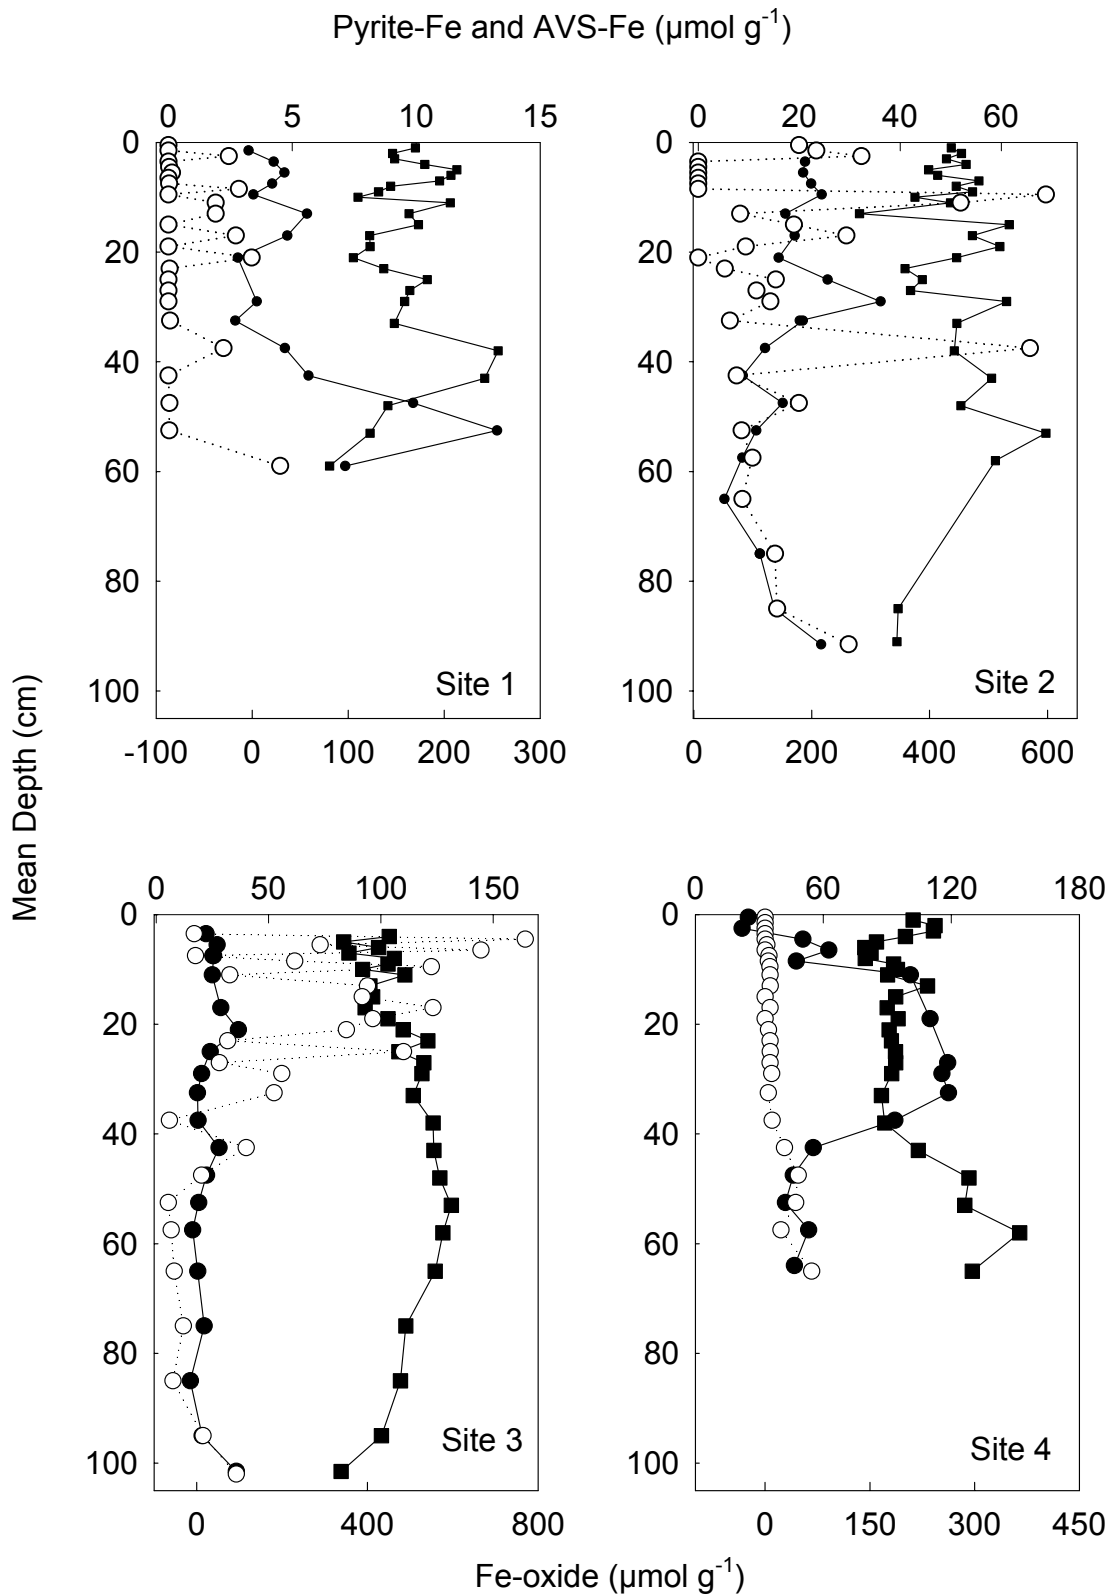 Pyrite-Fe and AVS-Fe (µmol g-1)
0 5 10 15
0 20 40 60
0
20
40
60
80
100
Site 1
-100 0 100 200 300
0
20
40
60
80
100
Site 2
0 200 400 600
Mean Depth (cm)
0 50 100 150
0 60 120 180
0
20
40
60
80
100
Site 3
0 400 800
0
20
40
60
80
100
Site 4
0 150 300 450
Fe-oxide (µmol g-1)